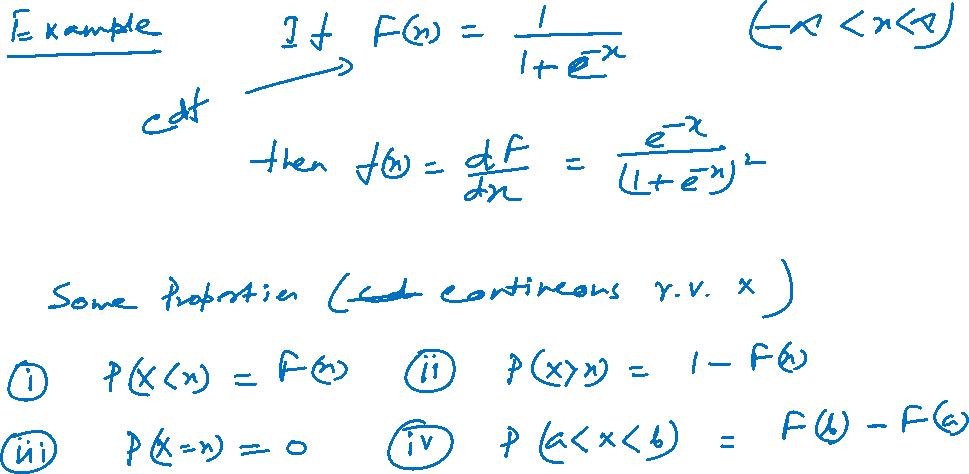 Example If F(x) = 1/(1+e^-x) (-∝ < x < ∝)
cdf
then f(x) = dF/dx = e^-x/(1+e^-x)^2
Some Properties ( continuous r.v. x )
(i) P(X<x) = F(x) (ii) P(X>x) = 1 - F(x)
(iii) P(X=x) = 0 (iv) P(a<x<b) = F(b) - F(a)